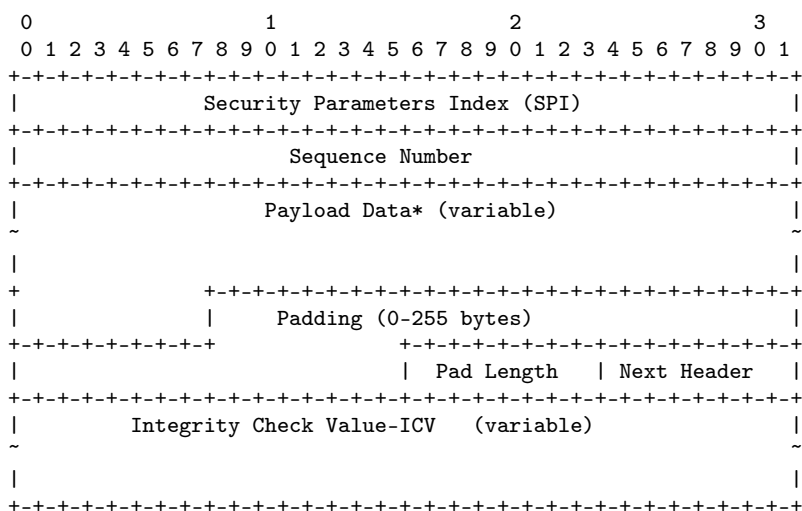 0                   1                   2                   3
0 1 2 3 4 5 6 7 8 9 0 1 2 3 4 5 6 7 8 9 0 1 2 3 4 5 6 7 8 9 0 1
+-+-+-+-+-+-+-+-+-+-+-+-+-+-+-+-+-+-+-+-+-+-+-+-+-+-+-+-+-+-+-+-+
|               Security Parameters Index (SPI)                 |
+-+-+-+-+-+-+-+-+-+-+-+-+-+-+-+-+-+-+-+-+-+-+-+-+-+-+-+-+-+-+-+-+
|                      Sequence Number                          |
+-+-+-+-+-+-+-+-+-+-+-+-+-+-+-+-+-+-+-+-+-+-+-+-+-+-+-+-+-+-+-+-+
|                    Payload Data* (variable)                   |
~                                                               ~
|                                                               |
+               +-+-+-+-+-+-+-+-+-+-+-+-+-+-+-+-+-+-+-+-+-+-+-+-+
|               |     Padding (0-255 bytes)                     |
+-+-+-+-+-+-+-+-+               +-+-+-+-+-+-+-+-+-+-+-+-+-+-+-+-+
|                               |  Pad Length   | Next Header   |
+-+-+-+-+-+-+-+-+-+-+-+-+-+-+-+-+-+-+-+-+-+-+-+-+-+-+-+-+-+-+-+-+
|         Integrity Check Value-ICV   (variable)                |
~                                                               ~
|                                                               |
+-+-+-+-+-+-+-+-+-+-+-+-+-+-+-+-+-+-+-+-+-+-+-+-+-+-+-+-+-+-+-+-+